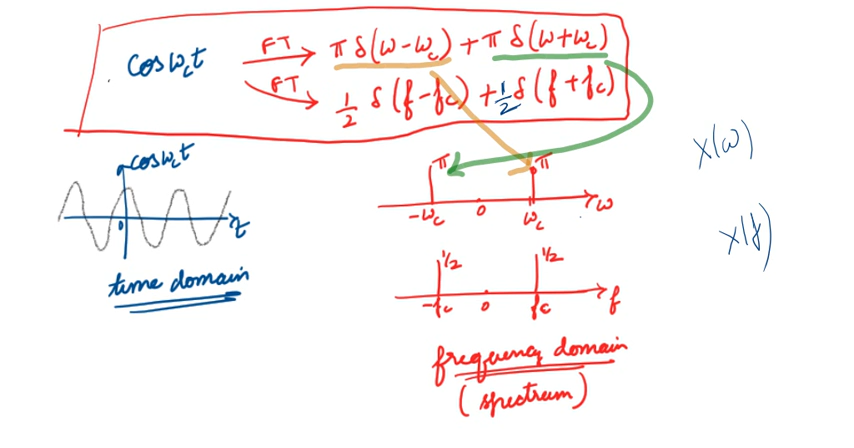 cos ω_c t →FT π δ(ω-ω_c) + π δ(ω+ω_c)
→FT 1/2 δ(f-f_c) + 1/2 δ(f+f_c)
cos ω_c t
0
t
time domain
π
π
-ω_c 0 ω_c ω
1/2 1/2
-f_c 0 f_c f
frequency domain
(spectrum)
X(ω)
X(f)